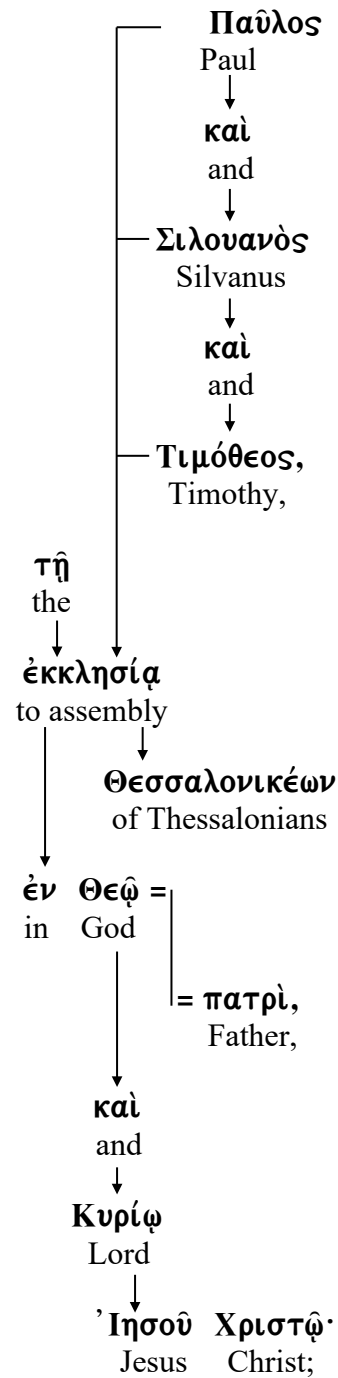 Παῦλος
Paul
καὶ
and
Σιλουανὸς
Silvanus
καὶ
and
Τιμόθεος,
Timothy,
τῇ
the
ἐκκλησίᾳ
to assembly
Θεσσαλονικέων
of Thessalonians
ἐν Θεῷ =
in God
= πατρὶ,
Father,
καὶ
and
Κυρίῳ
Lord
Ἰησοῦ Χριστῷ·
Jesus Christ;